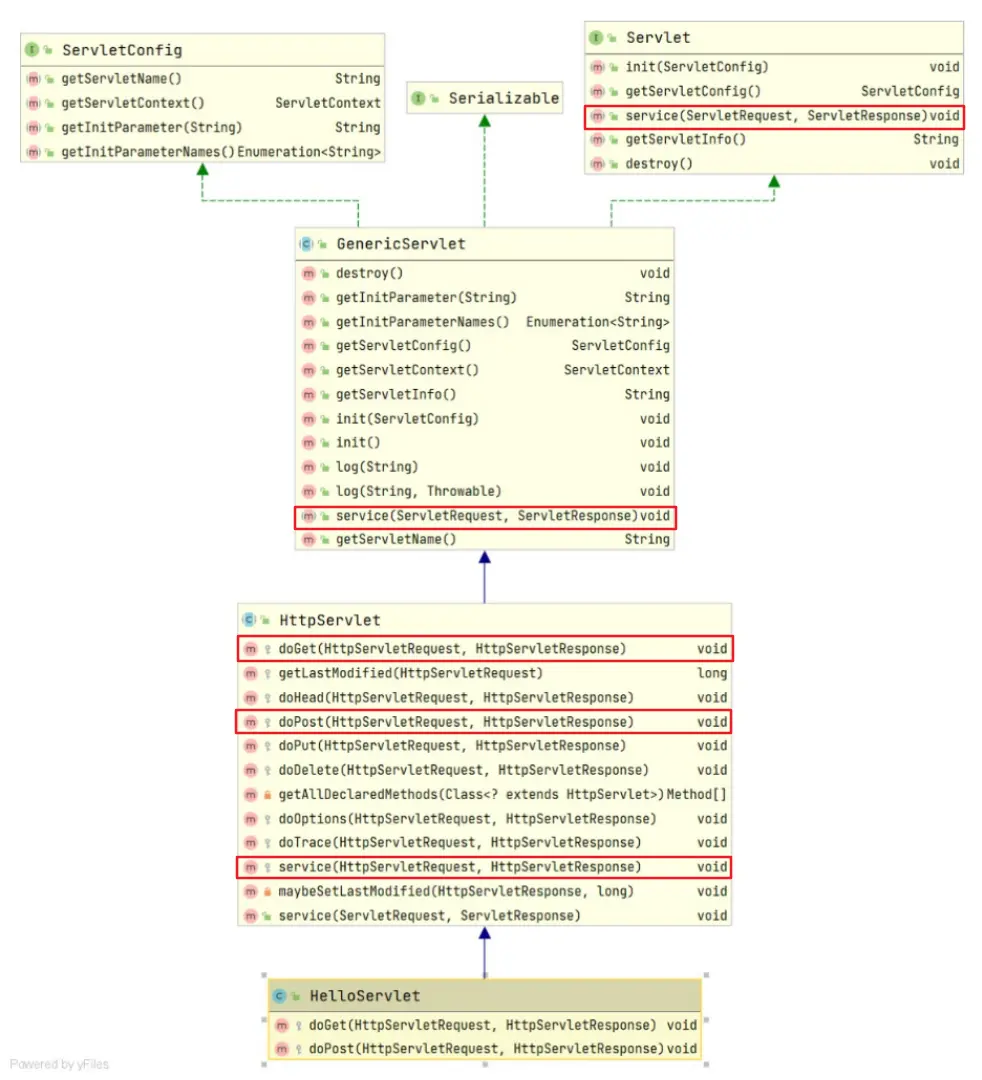 ServletConfig
getServletName() String
getServletContext() ServletContext
getInitParameter(String) String
getInitParameterNames() Enumeration<String>
Serializable
Servlet
init(ServletConfig) void
getServletConfig() ServletConfig
service(ServletRequest, ServletResponse) void
getServletInfo() String
destroy() void
GenericServlet
destroy() void
getInitParameter(String) String
getInitParameterNames() Enumeration<String>
getServletConfig() ServletConfig
getServletContext() ServletContext
getServletInfo() String
init(ServletConfig) void
init() void
log(String) void
log(String, Throwable) void
service(ServletRequest, ServletResponse) void
getServletName() String
HttpServlet
doGet(HttpServletRequest, HttpServletResponse) void
getLastModified(HttpServletRequest) long
doHead(HttpServletRequest, HttpServletResponse) void
doPost(HttpServletRequest, HttpServletResponse) void
doPut(HttpServletRequest, HttpServletResponse) void
doDelete(HttpServletRequest, HttpServletResponse) void
getAllDeclaredMethods(Class<? extends HttpServlet>) Method[]
doOptions(HttpServletRequest, HttpServletResponse) void
doTrace(HttpServletRequest, HttpServletResponse) void
service(HttpServletRequest, HttpServletResponse) void
maybeSetLastModified(HttpServletResponse, long) void
service(ServletRequest, ServletResponse) void
HelloServlet
doGet(HttpServletRequest, HttpServletResponse) void
doPost(HttpServletRequest, HttpServletResponse) void
Powered by yFiles